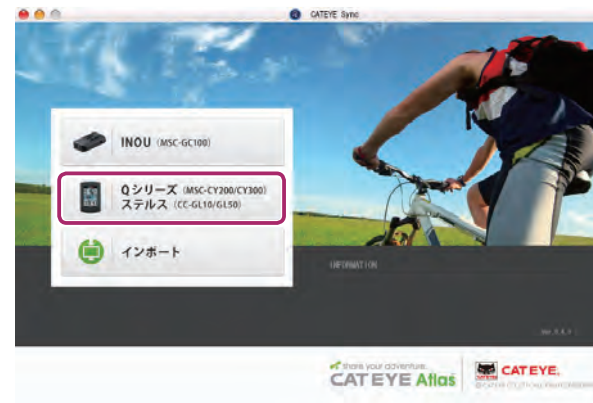 CATEYE Sync
INOU (MSC-GC100)
Qシリーズ (MSC-CY200/CY300)
ステルス (CC-GL10/GL50)
インポート
INFORMATION
share your adventure.
CATEYE Atlas
CATEYE.